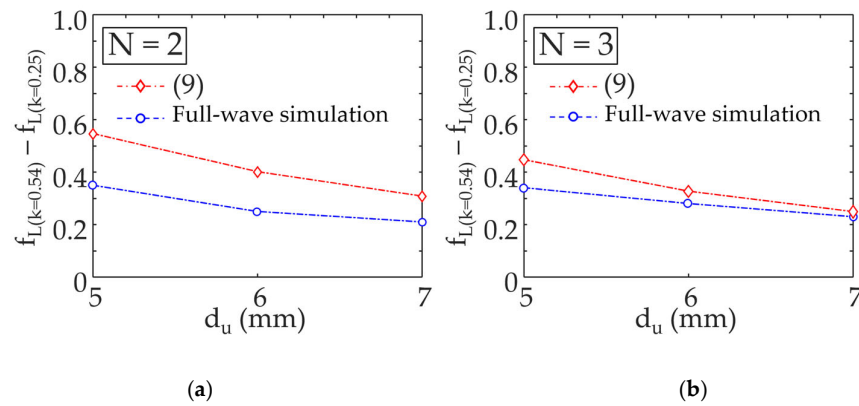 N = 2
(9)
Full-wave simulation
f_L(k=0.54) − f_L(k=0.25)
1.0
0.8
0.6
0.4
0.2
0
5
6
7
d_u (mm)
(a)
N = 3
(9)
Full-wave simulation
f_L(k=0.54) − f_L(k=0.25)
1.0
0.8
0.6
0.4
0.2
0
5
6
7
d_u (mm)
(b)